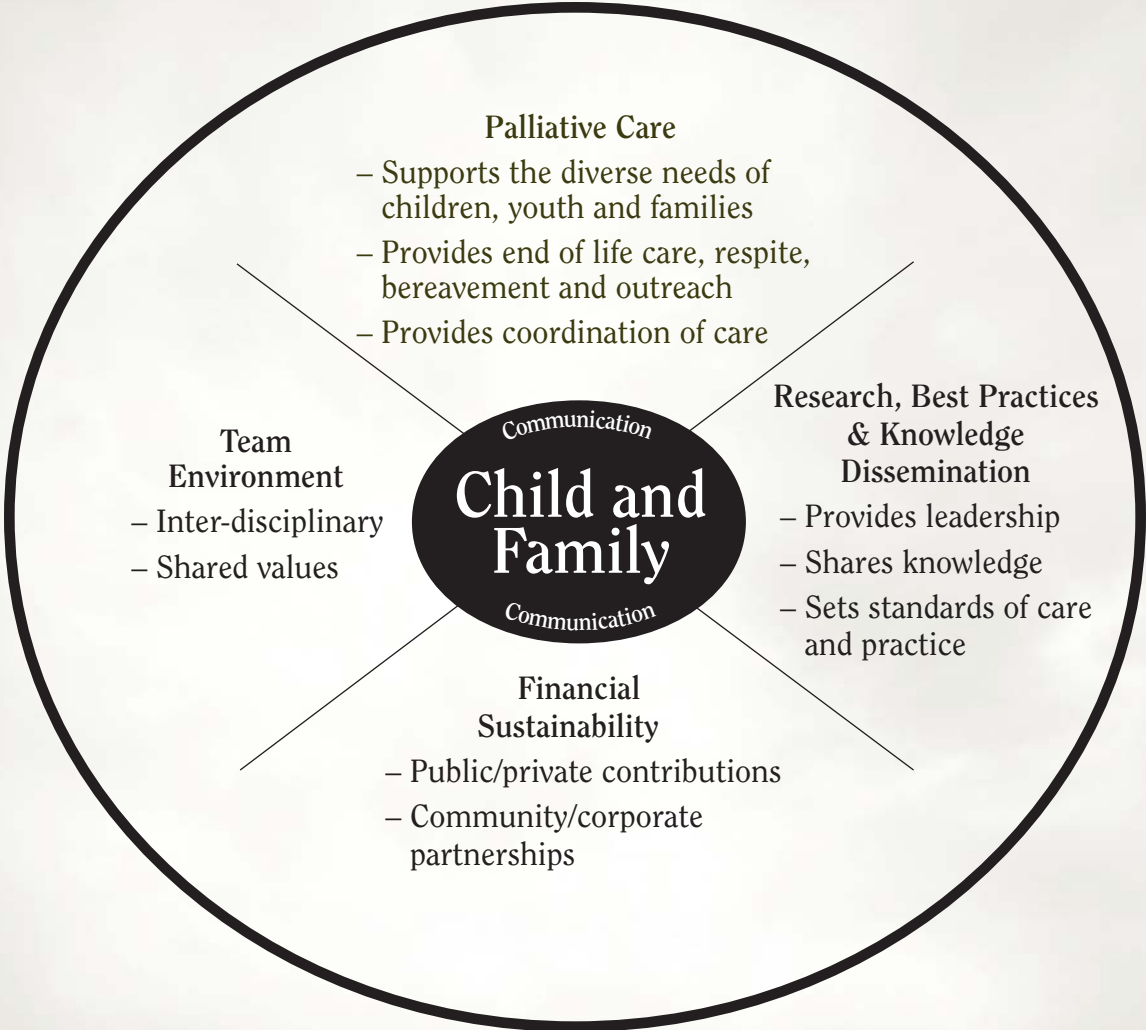 Palliative Care
– Supports the diverse needs of
children, youth and families
– Provides end of life care, respite,
bereavement and outreach
– Provides coordination of care
Team
Environment
– Inter-disciplinary
– Shared values
Communication
Child and
Family
Communication
Research, Best Practices
& Knowledge
Dissemination
– Provides leadership
– Shares knowledge
– Sets standards of care
and practice
Financial
Sustainability
– Public/private contributions
– Community/corporate
partnerships